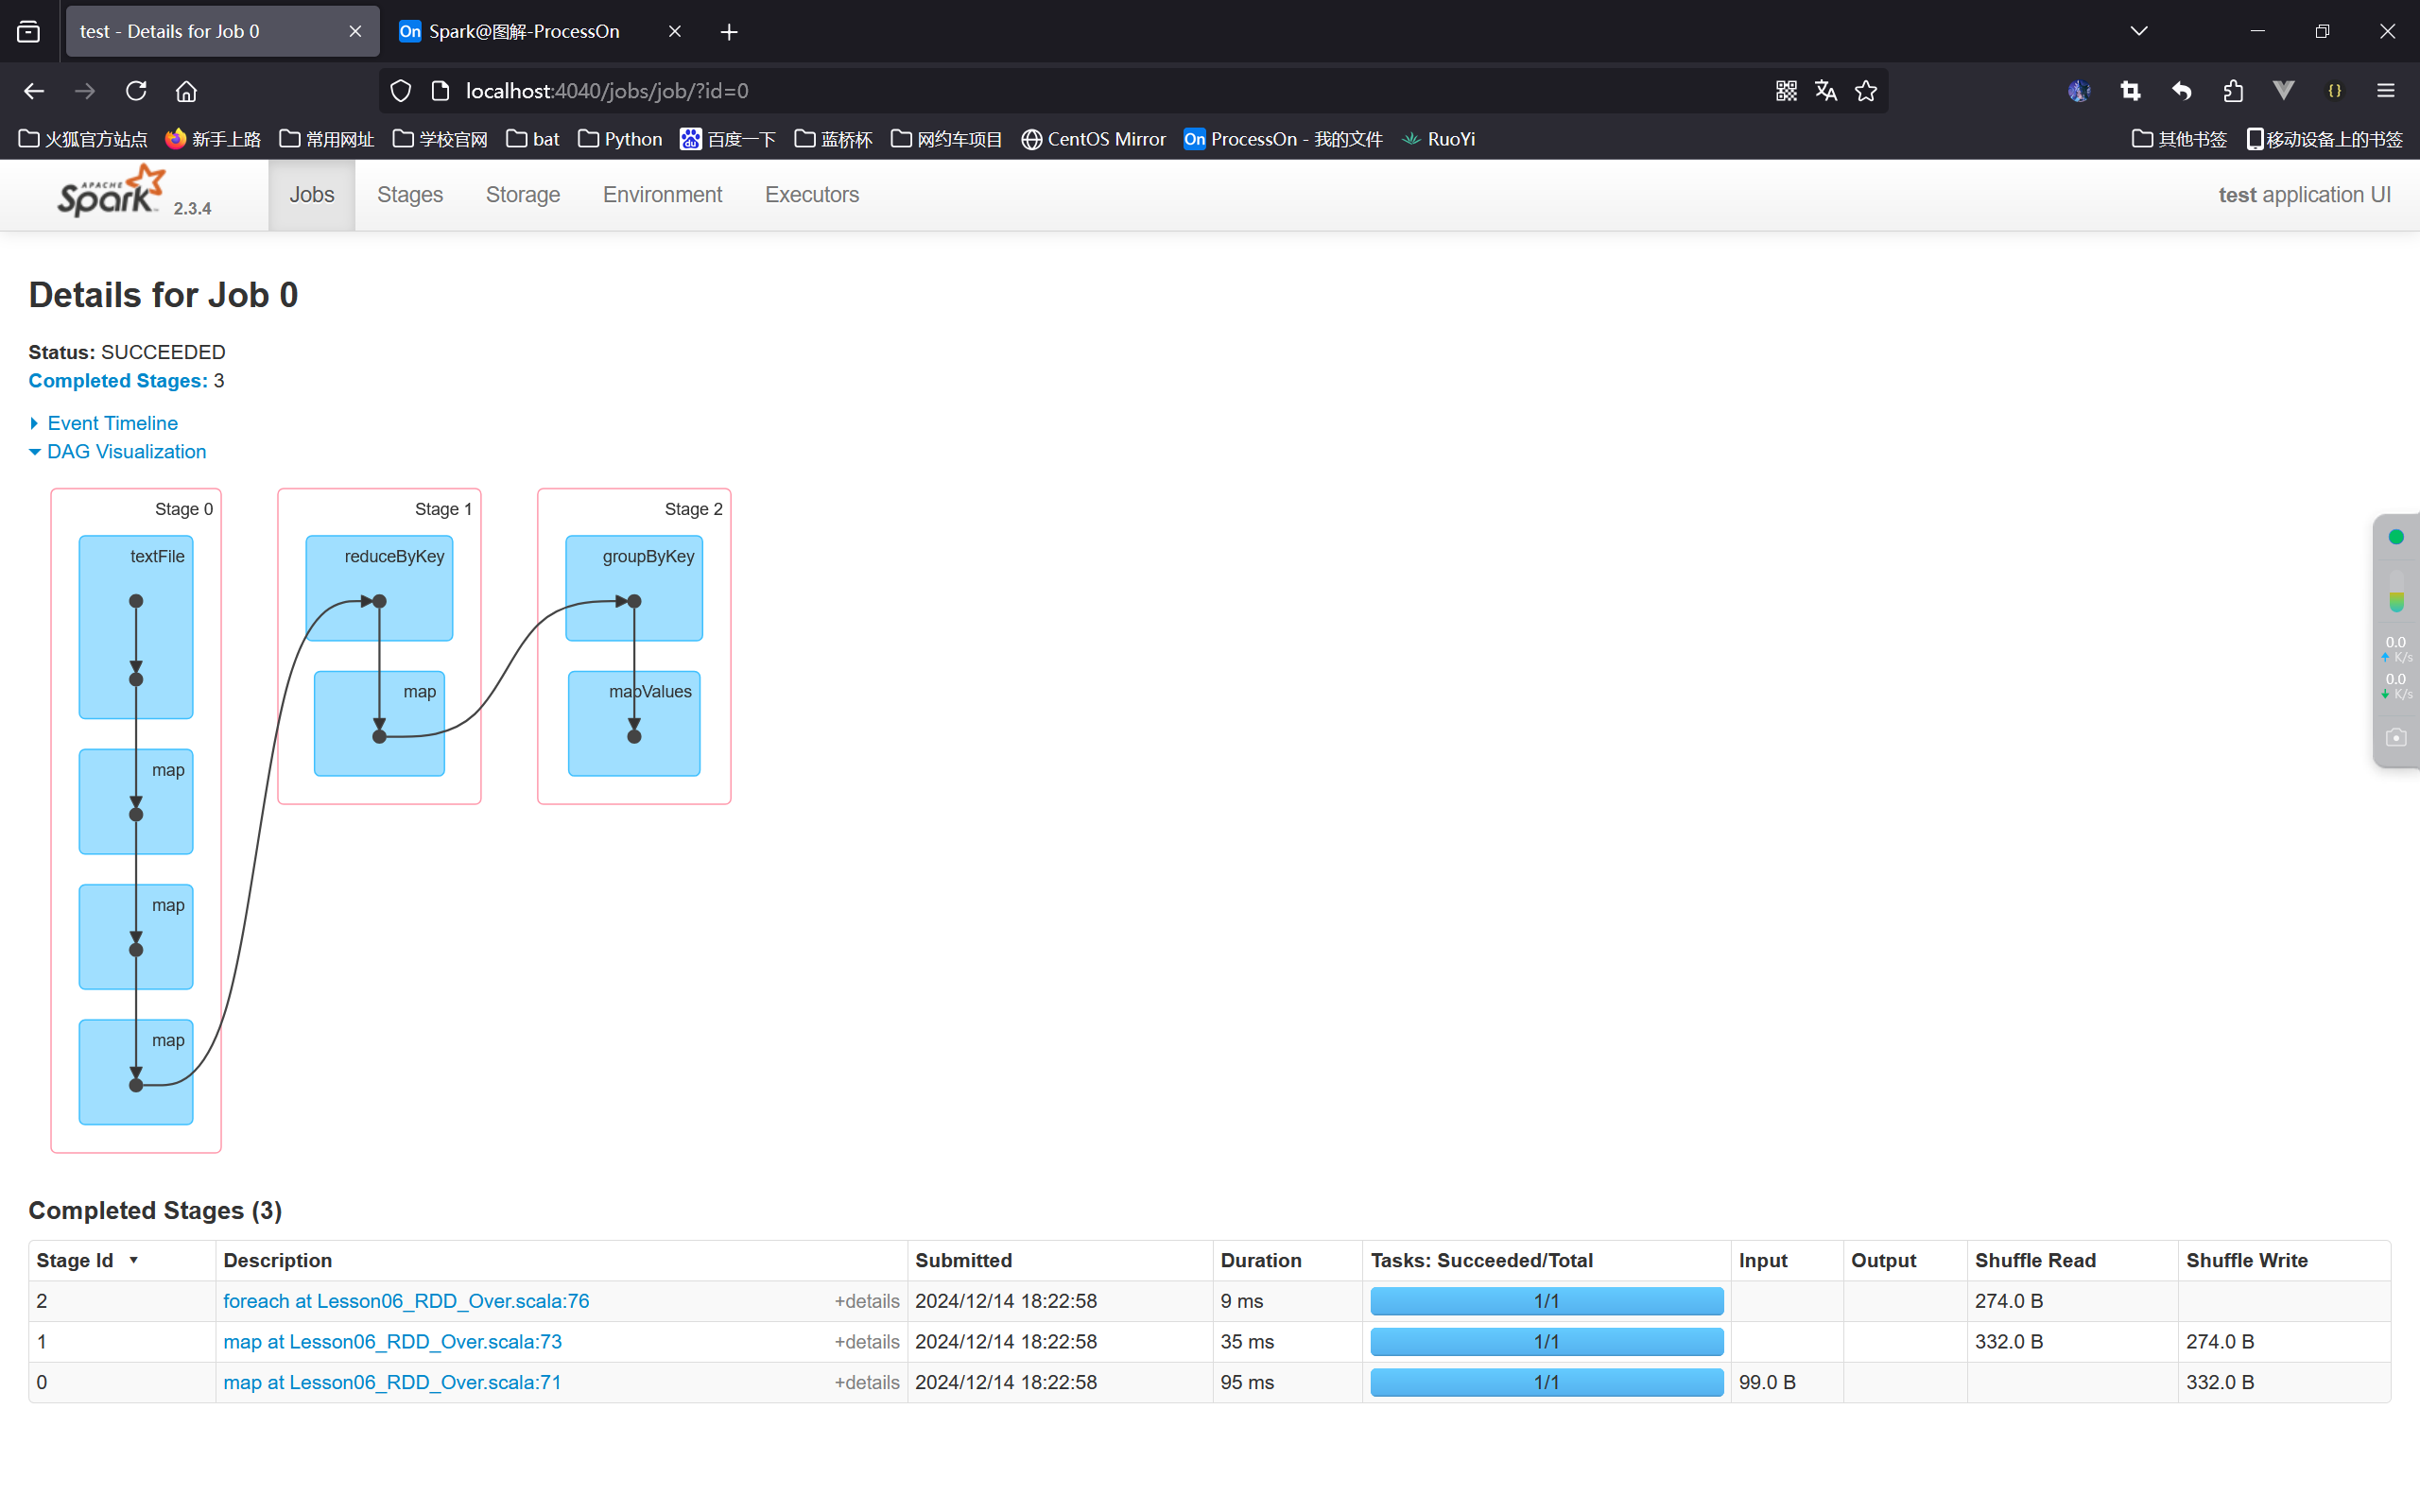 test - Details for Job 0
On Spark@图解-ProcessOn
localhost:4040/jobs/job/?id=0
火狐官方站点 新手上路 常用网址 学校官网 bat Python du 百度一下 蓝桥杯 网约车项目 CentOS Mirror On ProcessOn - 我的文件 RuoYi 其他书签 移动设备上的书签
APACHE Spark 2.3.4 Jobs Stages Storage Environment Executors test application UI
Details for Job 0
Status: SUCCEEDED
Completed Stages: 3
Event Timeline
DAG Visualization
Stage 0
textFile
map
map
map
Stage 1
reduceByKey
map
Stage 2
groupByKey
mapValues
0.0
K/s
0.0
K/s
Completed Stages (3)
Stage Id Description Submitted Duration Tasks: Succeeded/Total Input Output Shuffle Read Shuffle Write
2 foreach at Lesson06_RDD_Over.scala:76 +details 2024/12/14 18:22:58 9 ms 1/1 274.0 B
1 map at Lesson06_RDD_Over.scala:73 +details 2024/12/14 18:22:58 35 ms 1/1 332.0 B 274.0 B
0 map at Lesson06_RDD_Over.scala:71 +details 2024/12/14 18:22:58 95 ms 1/1 99.0 B 332.0 B